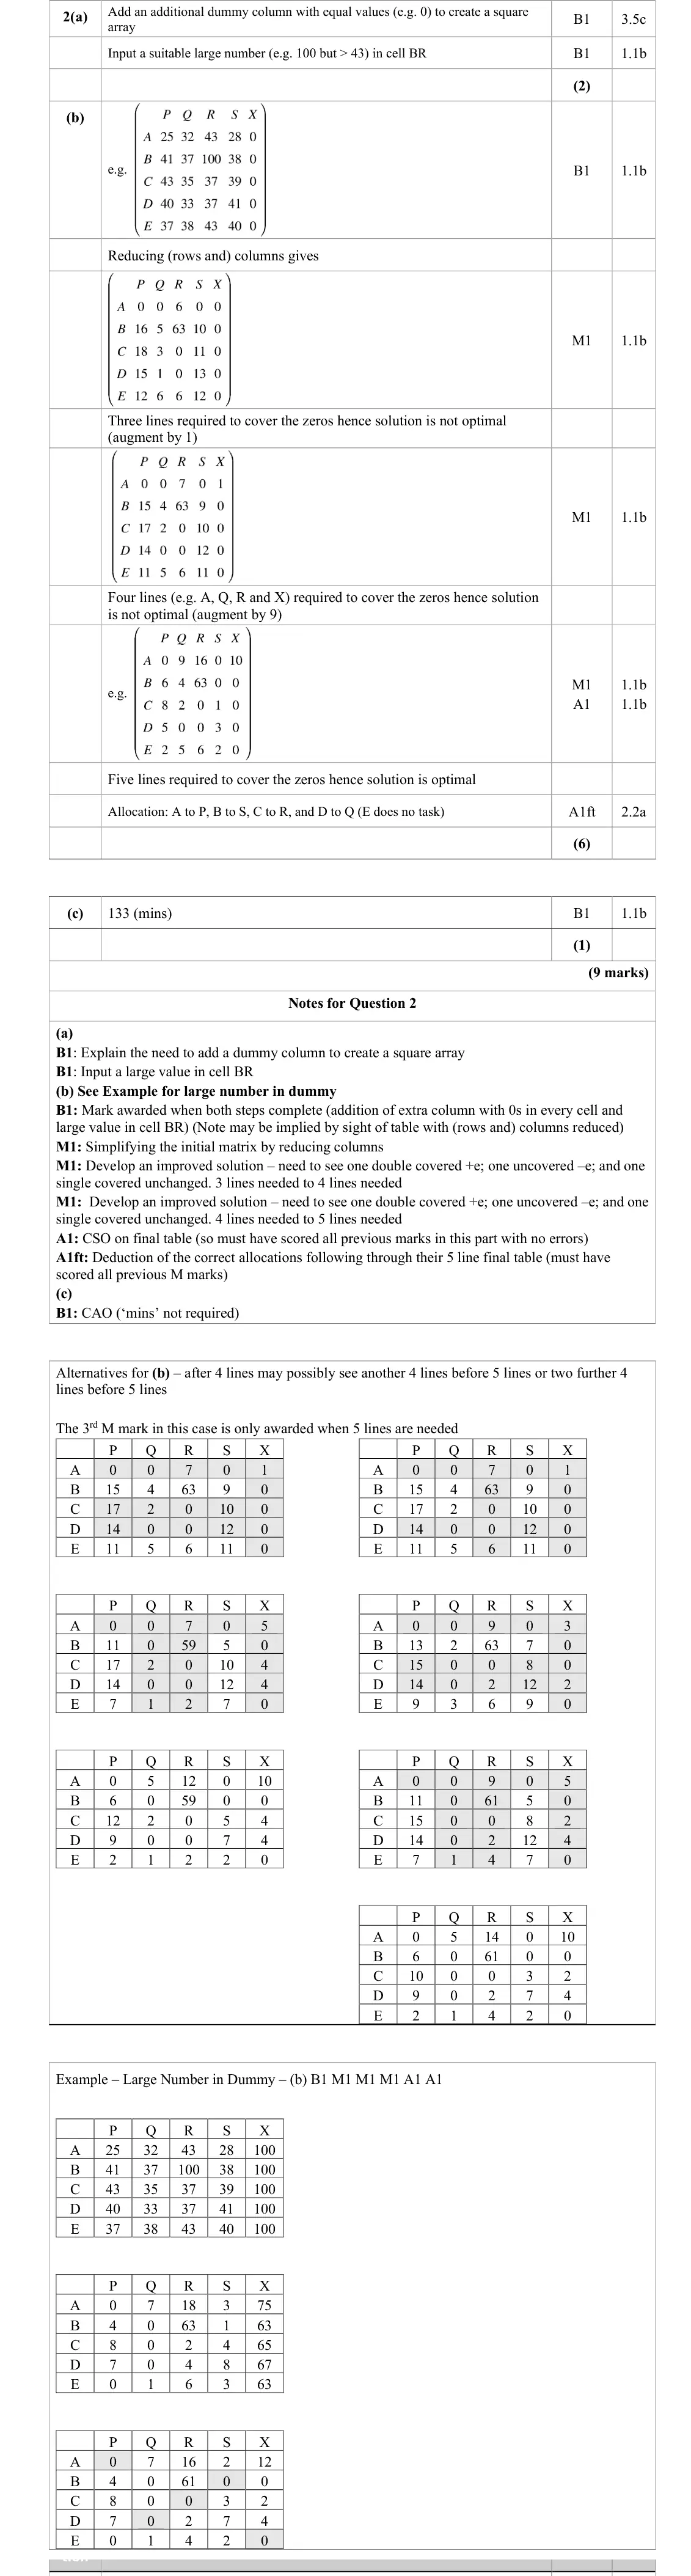 2(a) Add an additional dummy column with equal values (e.g. 0) to create a square B1 3.5c
array
Input a suitable large number (e.g. 100 but > 43) in cell BR B1 1.1b
(2)
(b)
P Q R S X
A 25 32 43 28 0
B 41 37 100 38 0
e.g. B1 1.1b
C 43 35 37 39 0
D 40 33 37 41 0
E 37 38 43 40 0
Reducing (rows and) columns gives
P Q R S X
A 0 0 6 0 0
B 16 5 63 10 0
C 18 3 0 11 0 M1 1.1b
D 15 1 0 13 0
E 12 6 6 12 0
Three lines required to cover the zeros hence solution is not optimal
(augment by 1)
P Q R S X
A 0 0 7 0 1
B 15 4 63 9 0
C 17 2 0 10 0 M1 1.1b
D 14 0 0 12 0
E 11 5 6 11 0
Four lines (e.g. A, Q, R and X) required to cover the zeros hence solution
is not optimal (augment by 9)
P Q R S X
A 0 9 16 0 10
B 6 4 63 0 0 M1 1.1b
e.g.
C 8 2 0 1 0 A1 1.1b
D 5 0 0 3 0
E 2 5 6 2 0
Five lines required to cover the zeros hence solution is optimal
Allocation: A to P, B to S, C to R, and D to Q (E does no task) A1ft 2.2a
(6)
(c) 133 (mins) B1 1.1b
(1)
(9 marks)
Notes for Question 2
(a)
B1: Explain the need to add a dummy column to create a square array
B1: Input a large value in cell BR
(b) See Example for large number in dummy
B1: Mark awarded when both steps complete (addition of extra column with 0s in every cell and
large value in cell BR) (Note may be implied by sight of table with (rows and) columns reduced)
M1: Simplifying the initial matrix by reducing columns
M1: Develop an improved solution – need to see one double covered +e; one uncovered –e; and one
single covered unchanged. 3 lines needed to 4 lines needed
M1: Develop an improved solution – need to see one double covered +e; one uncovered –e; and one
single covered unchanged. 4 lines needed to 5 lines needed
A1: CSO on final table (so must have scored all previous marks in this part with no errors)
A1ft: Deduction of the correct allocations following through their 5 line final table (must have
scored all previous M marks)
(c)
B1: CAO (‘mins’ not required)
Alternatives for (b) – after 4 lines may possibly see another 4 lines before 5 lines or two further 4
lines before 5 lines
The 3rd M mark in this case is only awarded when 5 lines are needed
P Q R S X P Q R S X
A 0 0 7 0 1 A 0 0 7 0 1
B 15 4 63 9 0 B 15 4 63 9 0
C 17 2 0 10 0 C 17 2 0 10 0
D 14 0 0 12 0 D 14 0 0 12 0
E 11 5 6 11 0 E 11 5 6 11 0
P Q R S X P Q R S X
A 0 0 7 0 5 A 0 0 9 0 3
B 11 0 59 5 0 B 13 2 63 7 0
C 17 2 0 10 4 C 15 0 0 8 0
D 14 0 0 12 4 D 14 0 2 12 2
E 7 1 2 7 0 E 9 3 6 9 0
P Q R S X P Q R S X
A 0 5 12 0 10 A 0 0 9 0 5
B 6 0 59 0 0 B 11 0 61 5 0
C 12 2 0 5 4 C 15 0 0 8 2
D 9 0 0 7 4 D 14 0 2 12 4
E 2 1 2 2 0 E 7 1 4 7 0
P Q R S X
A 0 5 14 0 10
B 6 0 61 0 0
C 10 0 0 3 2
D 9 0 2 7 4
E 2 1 4 2 0
Example – Large Number in Dummy – (b) B1 M1 M1 M1 A1 A1
P Q R S X
A 25 32 43 28 100
B 41 37 100 38 100
C 43 35 37 39 100
D 40 33 37 41 100
E 37 38 43 40 100
P Q R S X
A 0 7 18 3 75
B 4 0 63 1 63
C 8 0 2 4 65
D 7 0 4 8 67
E 0 1 6 3 63
P Q R S X
A 0 7 16 2 12
B 4 0 61 0 0
C 8 0 0 3 2
D 7 0 2 7 4
E 0 1 4 2 0